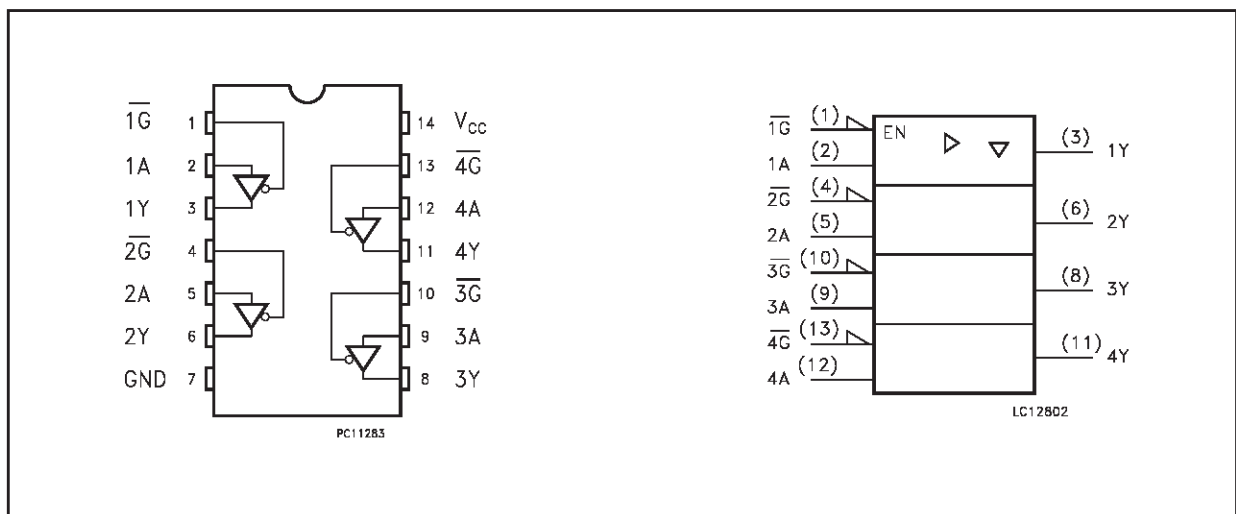 1G̅ 1 14 VCC
1A 2 13 4G̅
1Y 3 12 4A
2G̅ 4 11 4Y
2A 5 10 3G̅
2Y 6 9 3A
GND 7 8 3Y
PC11283
1G̅ (1) EN (3) 1Y
1A (2)
2G̅ (4) (6) 2Y
2A (5)
3G̅ (10) (8) 3Y
3A (9)
4G̅ (13) (11) 4Y
4A (12)
LC12802